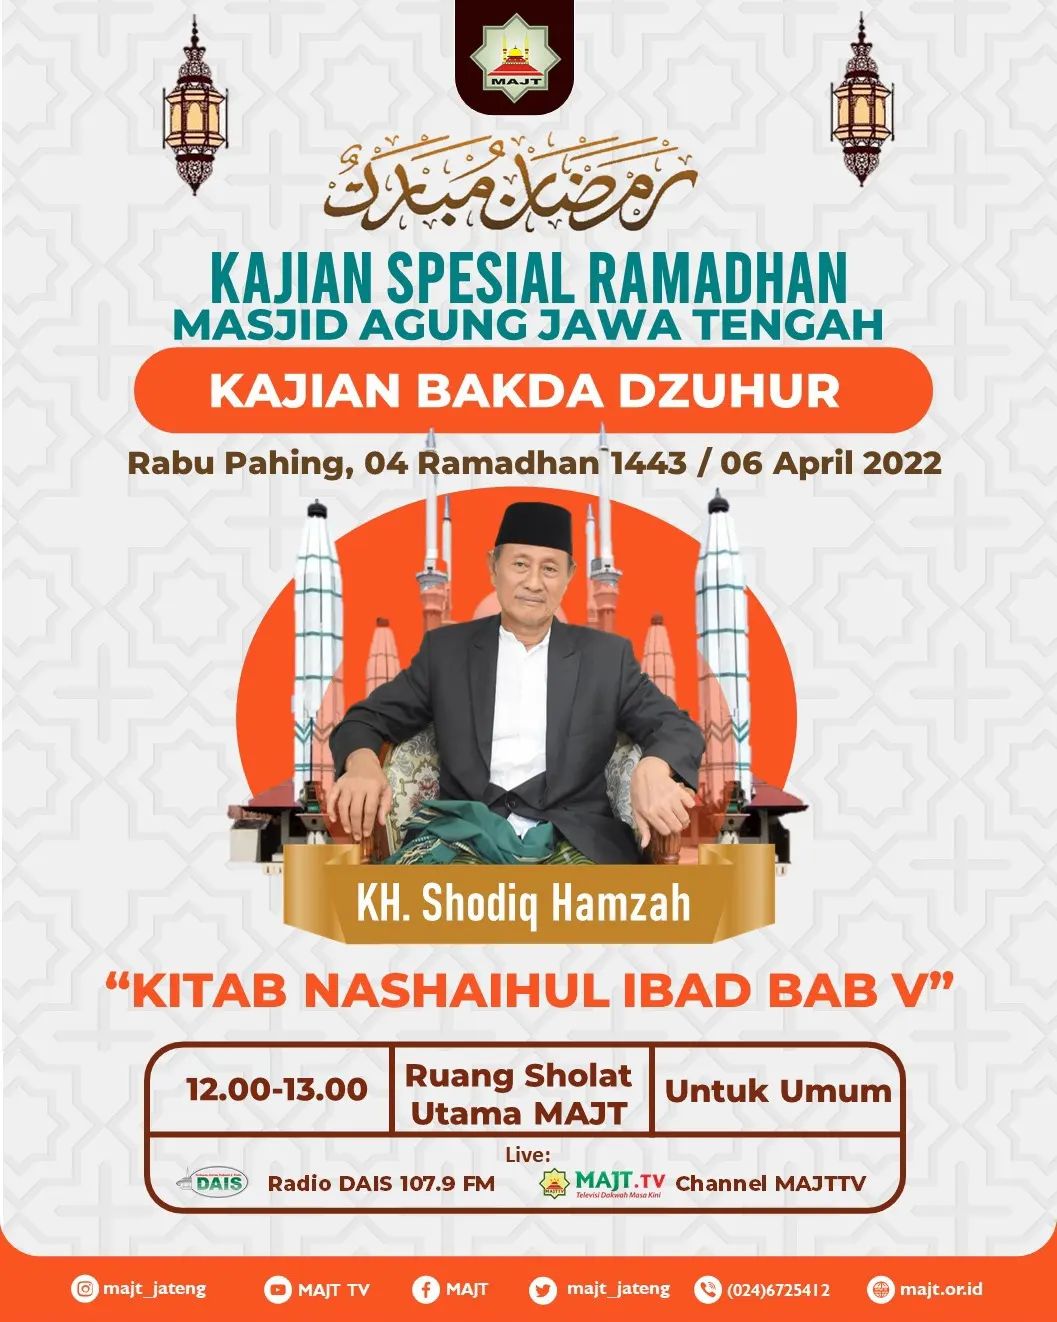 MAJT
رمضان مبارك
KAJIAN SPESIAL RAMADHAN
MASJID AGUNG JAWA TENGAH
KAJIAN BAKDA DZUHUR
Rabu Pahing, 04 Ramadhan 1443 / 06 April 2022
KH. Shodiq Hamzah
“KITAB NASHAIHUL IBAD BAB V”
12.00-13.00
Ruang Sholat
Utama MAJT
Untuk Umum
Live:
DAIS
Radio DAIS 107.9 FM
MAJT.TV
Televisi Dakwah Masa Kini
Channel MAJTTV
majt_jateng
MAJT TV
MAJT
majt_jateng
(024)6725412
majt.or.id